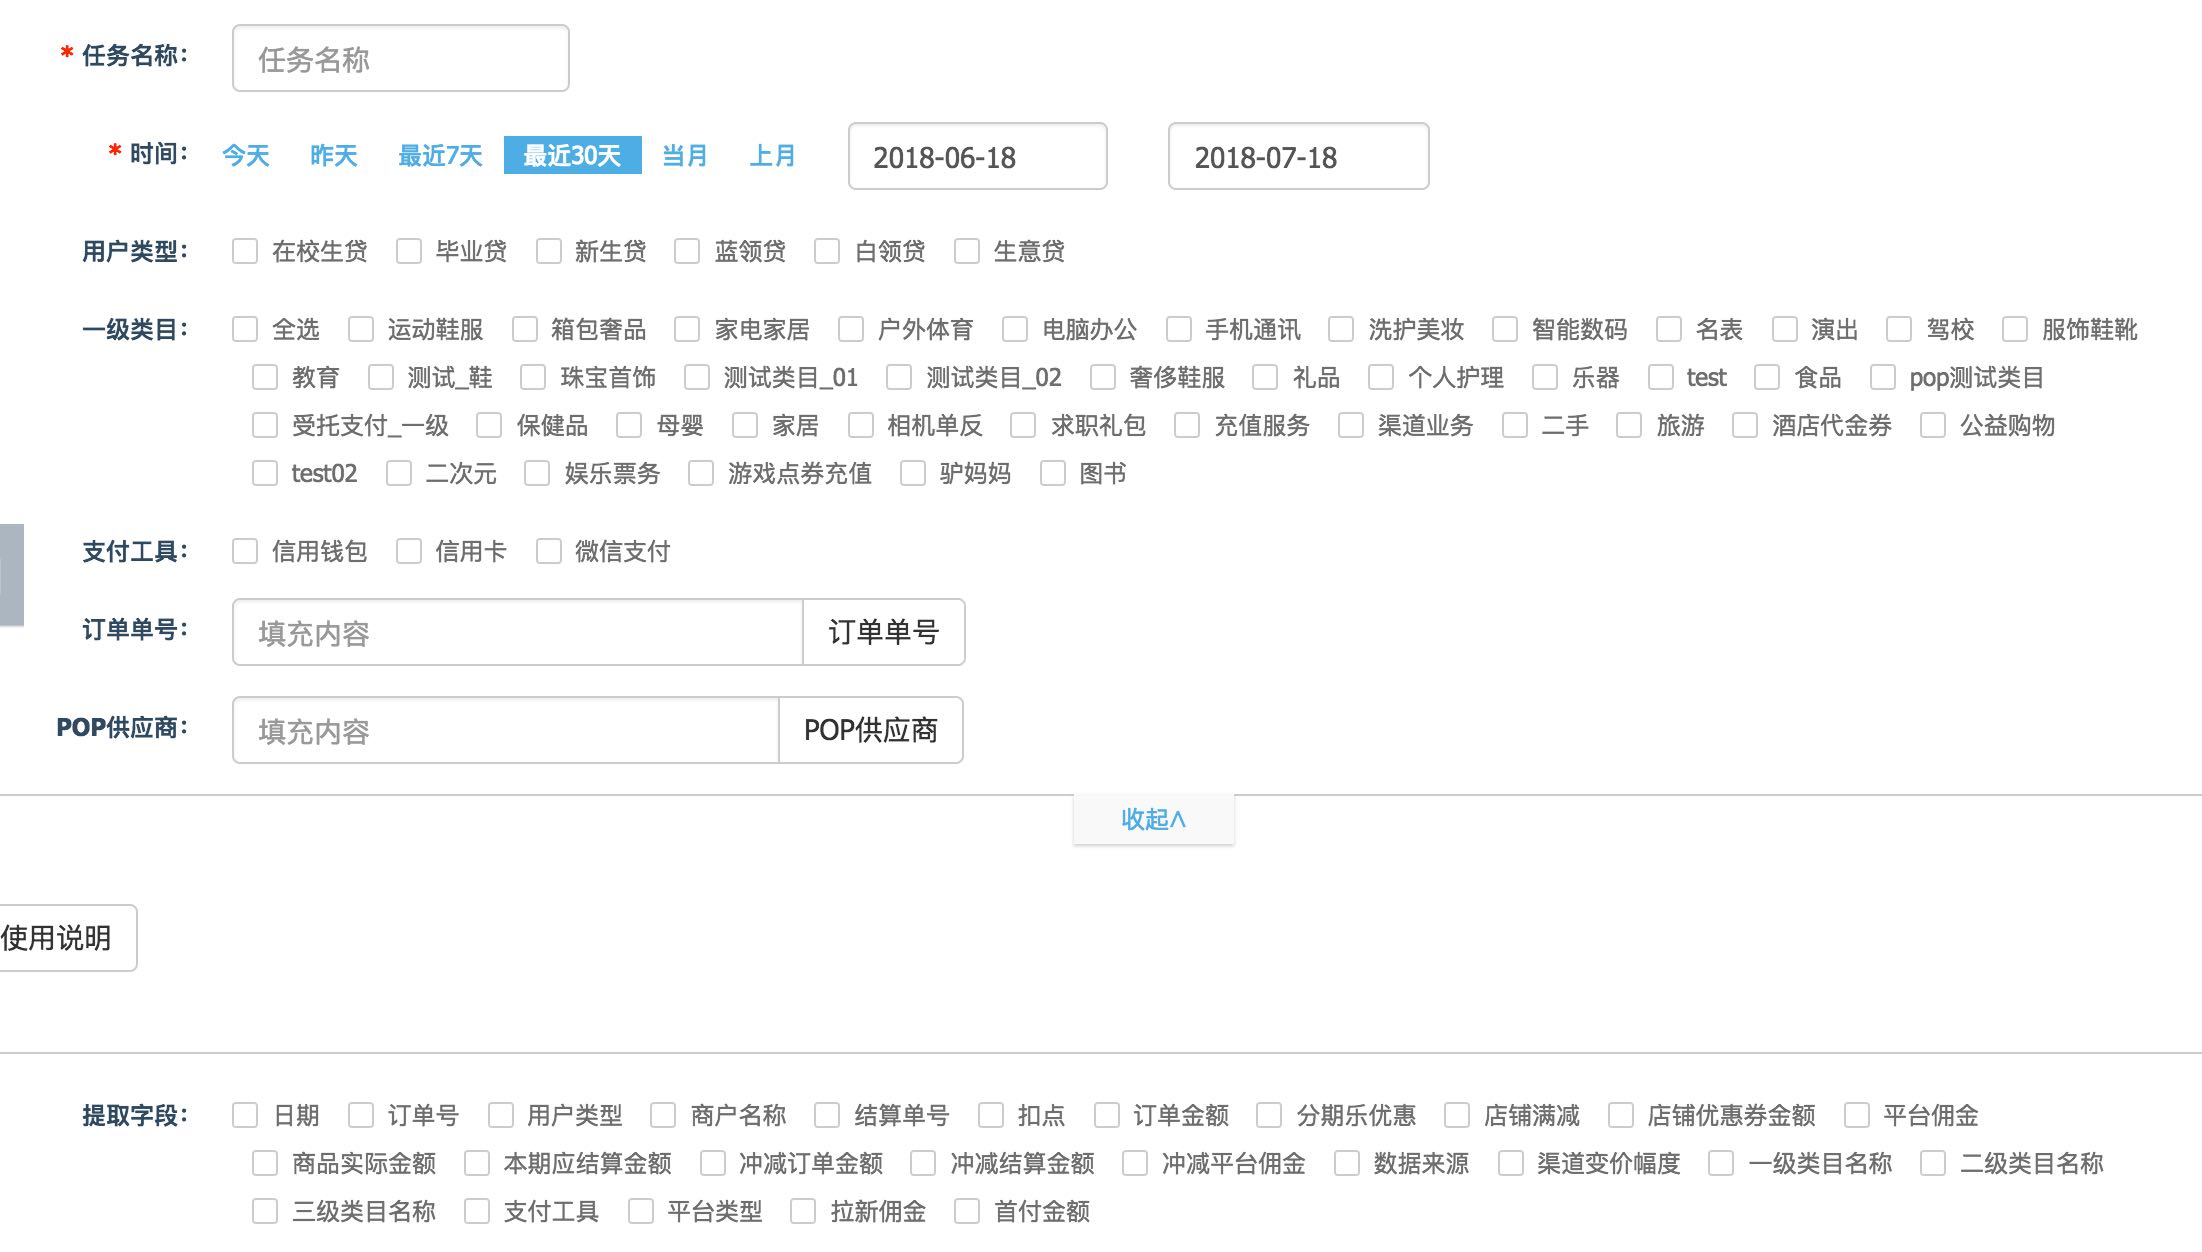 * 任务名称： 任务名称
* 时间： 今天 昨天 最近7天 最近30天 当月 上月 2018-06-18 2018-07-18
用户类型： 在校生贷 毕业贷 新生贷 蓝领贷 白领贷 生意贷
一级类目： 全选 运动鞋服 箱包奢品 家电家居 户外体育 电脑办公 手机通讯 洗护美妆 智能数码 名表 演出 驾校 服饰鞋靴
教育 测试_鞋 珠宝首饰 测试类目_01 测试类目_02 奢侈鞋服 礼品 个人护理 乐器 test 食品 pop测试类目
受托支付_一级 保健品 母婴 家居 相机单反 求职礼包 充值服务 渠道业务 二手 旅游 酒店代金券 公益购物
test02 二次元 娱乐票务 游戏点券充值 驴妈妈 图书
支付工具： 信用钱包 信用卡 微信支付
订单单号： 填充内容 订单单号
POP供应商： 填充内容 POP供应商
收起∧
使用说明
提取字段： 日期 订单号 用户类型 商户名称 结算单号 扣点 订单金额 分期乐优惠 店铺满减 店铺优惠券金额 平台佣金
商品实际金额 本期应结算金额 冲减订单金额 冲减结算金额 冲减平台佣金 数据来源 渠道变价幅度 一级类目名称 二级类目名称
三级类目名称 支付工具 平台类型 拉新佣金 首付金额